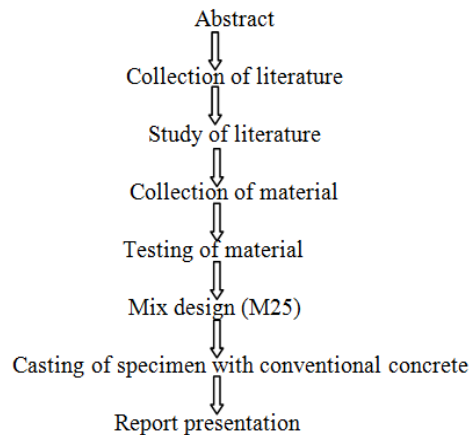 Abstract
Collection of literature
Study of literature
Collection of material
Testing of material
Mix design (M25)
Casting of specimen with conventional concrete
Report presentation